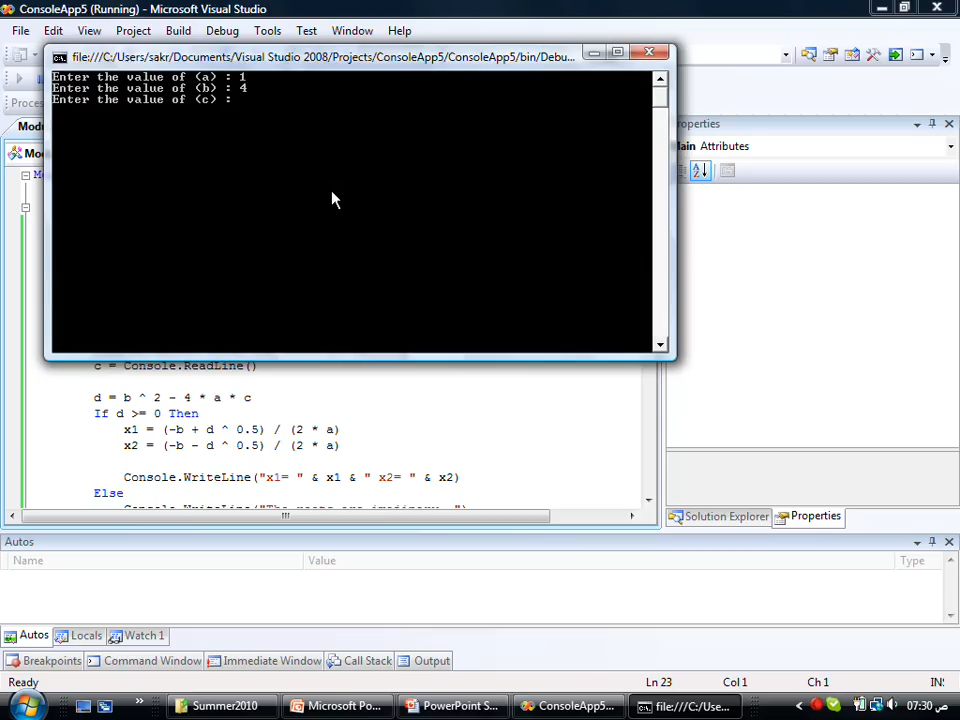 ConsoleApp5 (Running) - Microsoft Visual Studio
File Edit View Project Build Debug Tools Test Window Help
file:///C:/Users/sakr/Documents/Visual Studio 2008/Projects/ConsoleApp5/ConsoleApp5/bin/Debu...
Enter the value of (a) : 1
Enter the value of (b) : 4
Enter the value of (c) :
Main Attributes
c = Console.ReadLine()
d = b ^ 2 - 4 * a * c
If d >= 0 Then
x1 = (-b + d ^ 0.5) / (2 * a)
x2 = (-b - d ^ 0.5) / (2 * a)
Console.WriteLine("x1= " & x1 & " x2= " & x2)
Else
Solution Explorer Properties
Autos
Name Value Type
Autos Locals Watch 1
Breakpoints Command Window Immediate Window Call Stack Output
Ready Ln 23 Col 1 Ch 1 INS
Summer2010 Microsoft Po... PowerPoint S... ConsoleApp5... file:///C:/Use... 07:30 ص